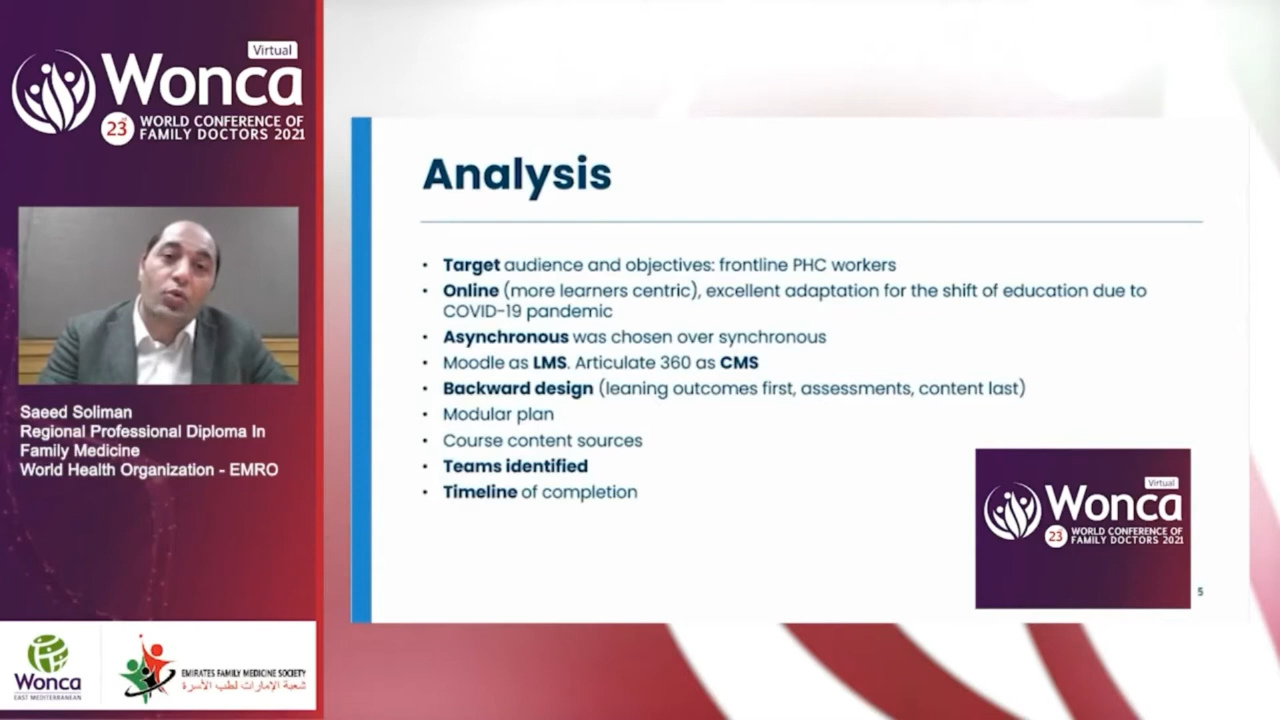 Virtual
Wonca
23rd WORLD CONFERENCE OF
FAMILY DOCTORS 2021
Saeed Soliman
Regional Professional Diploma In
Family Medicine
World Health Organization - EMRO
Wonca
EAST MEDITERRANEAN
EMIRATES FAMILY MEDICINE SOCIETY
شعبة الإمارات لطب الأسرة
Analysis
• Target audience and objectives: frontline PHC workers
• Online (more learners centric), excellent adaptation for the shift of education due to
COVID-19 pandemic
• Asynchronous was chosen over synchronous
• Moodle as LMS. Articulate 360 as CMS
• Backward design (leaning outcomes first, assessments, content last)
• Modular plan
• Course content sources
• Teams identified
• Timeline of completion
Virtual
Wonca
23 WORLD CONFERENCE OF
FAMILY DOCTORS 2021
5